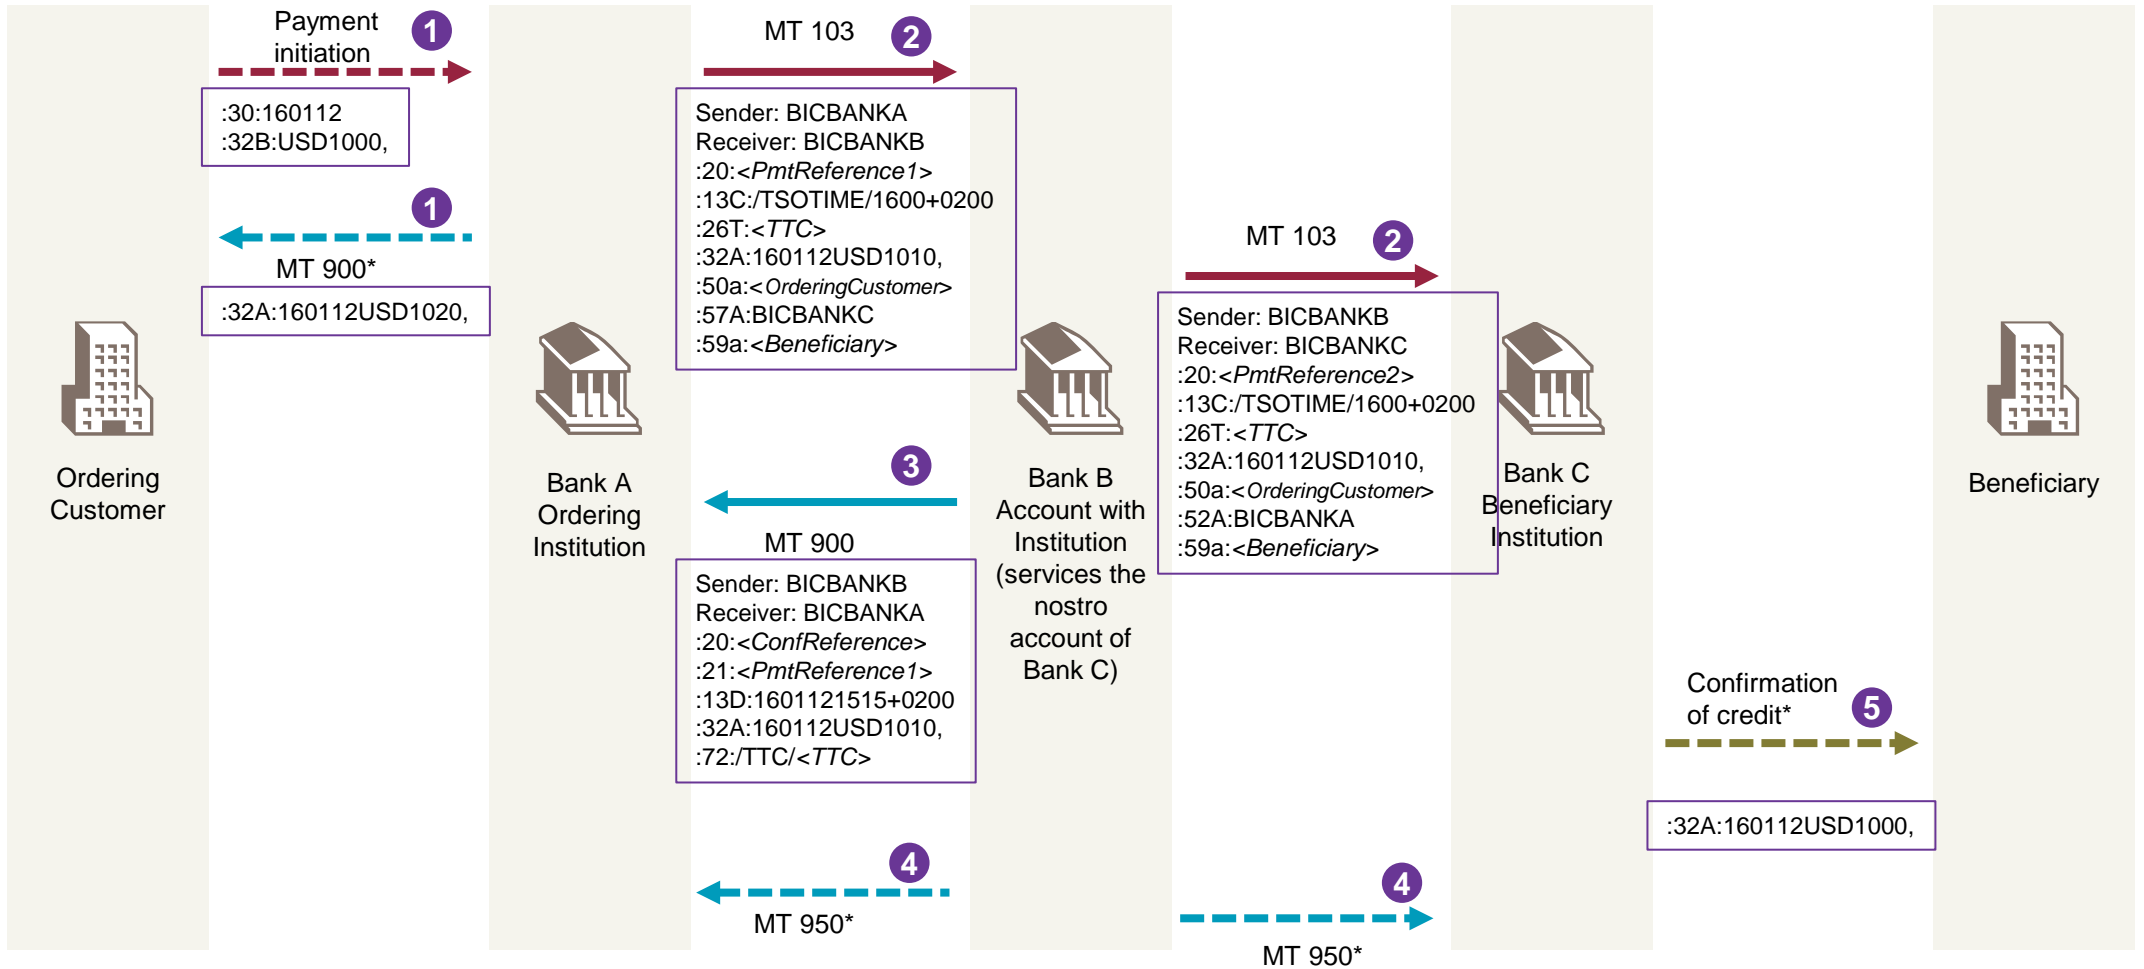 Payment
initiation
1
:30:160112
:32B:USD1000,
1
MT 900*
:32A:160112USD1020,
Ordering
Customer
MT 103
2
Sender: BICBANKA
Receiver: BICBANKB
:20:<PmtReference1>
:13C:/TSOTIME/1600+0200
:26T:<TTC>
:32A:160112USD1010,
:50a:<OrderingCustomer>
:57A:BICBANKC
:59a:<Beneficiary>
Bank A
Ordering
Institution
3
MT 900
Sender: BICBANKB
Receiver: BICBANKA
:20:<ConfReference>
:21:<PmtReference1>
:13D:1601121515+0200
:32A:160112USD1010,
:72:/TTC/<TTC>
4
MT 950*
Bank B
Account with
Institution
(services the
nostro
account of
Bank C)
MT 103
2
Sender: BICBANKB
Receiver: BICBANKC
:20:<PmtReference2>
:13C:/TSOTIME/1600+0200
:26T:<TTC>
:32A:160112USD1010,
:50a:<OrderingCustomer>
:52A:BICBANKA
:59a:<Beneficiary>
4
MT 950*
Bank C
Beneficiary
Institution
Confirmation
of credit*
5
:32A:160112USD1000,
Beneficiary